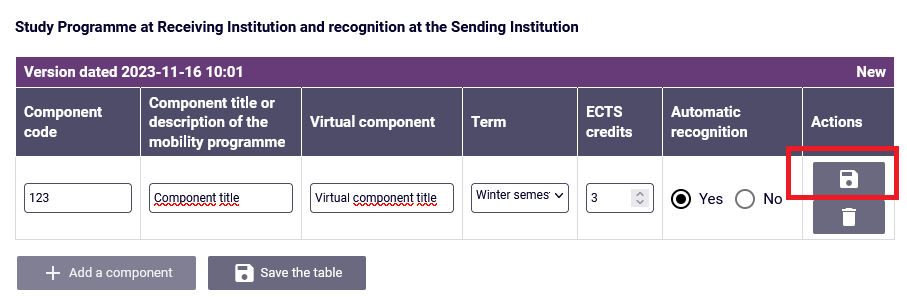 Study Programme at Receiving Institution and recognition at the Sending Institution
Version dated 2023-11-16 10:01 New
Component code
Component title or description of the mobility programme
Virtual component
Term
ECTS credits
Automatic recognition
Actions
123
Component title
Virtual component title
Winter semes
3
Yes
No
Add a component
Save the table